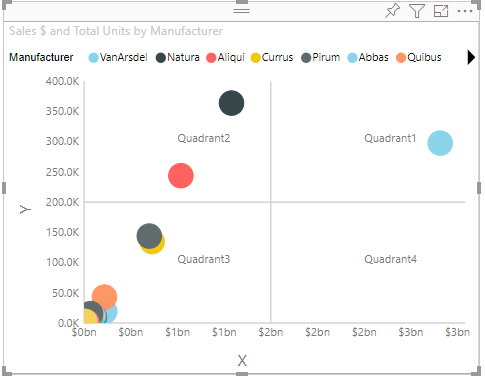 Sales $ and Total Units by Manufacturer
Manufacturer VanArsdel Natura Aliqui Currus Pirum Abbas Quibus
400.0K
350.0K
300.0K
250.0K
200.0K
150.0K
100.0K
50.0K
0.0K
Y
Quadrant2 Quadrant1
Quadrant3 Quadrant4
$0bn $0bn $1bn $1bn $2bn $2bn $2bn $3bn $3bn
X